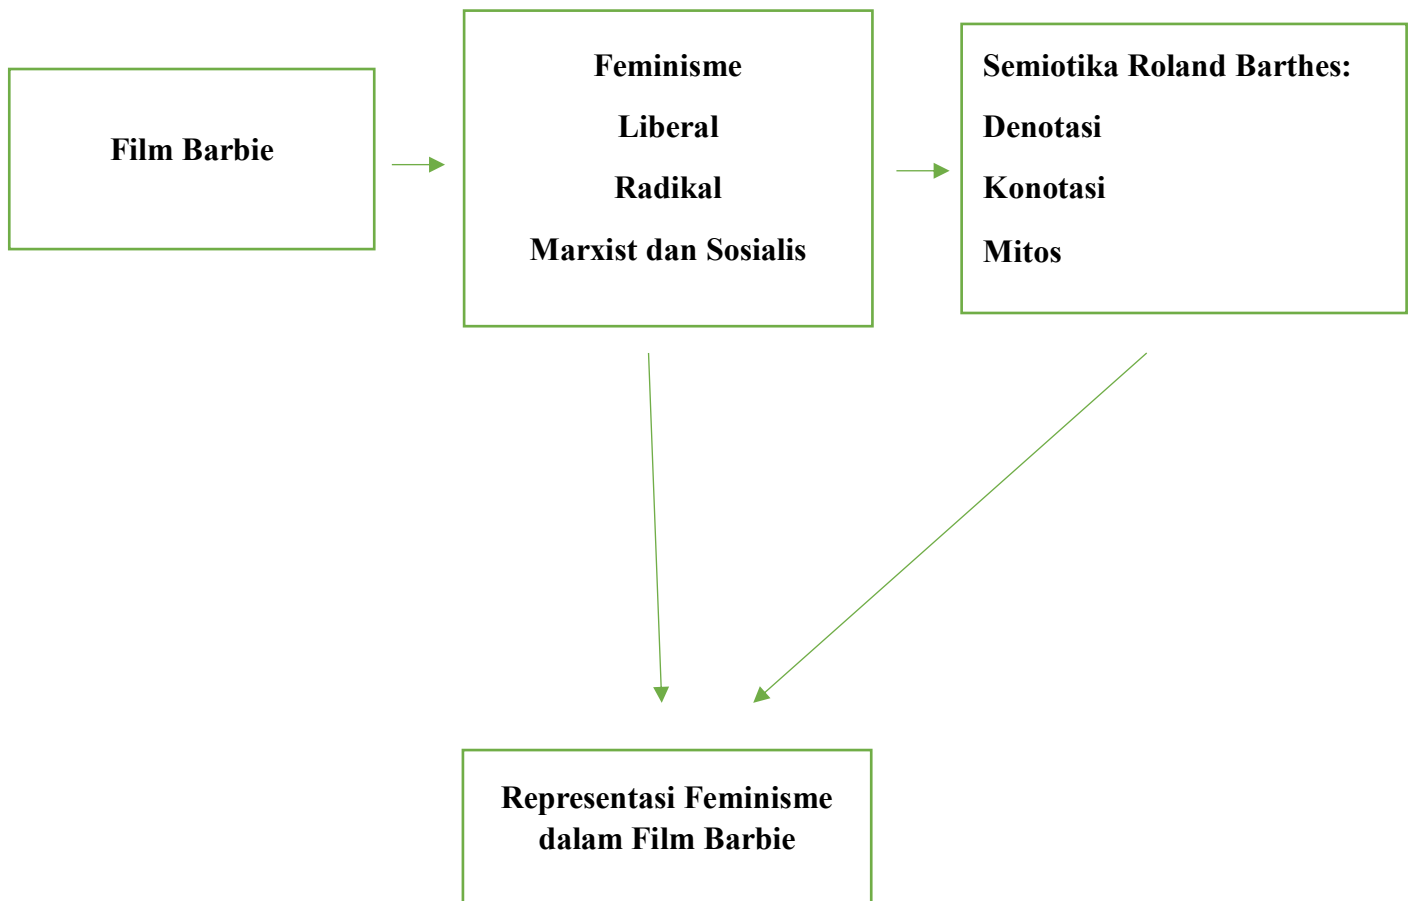 Film Barbie
Feminisme
Liberal
Radikal
Marxist dan Sosialis
Semiotika Roland Barthes:
Denotasi
Konotasi
Mitos
Representasi Feminisme
dalam Film Barbie